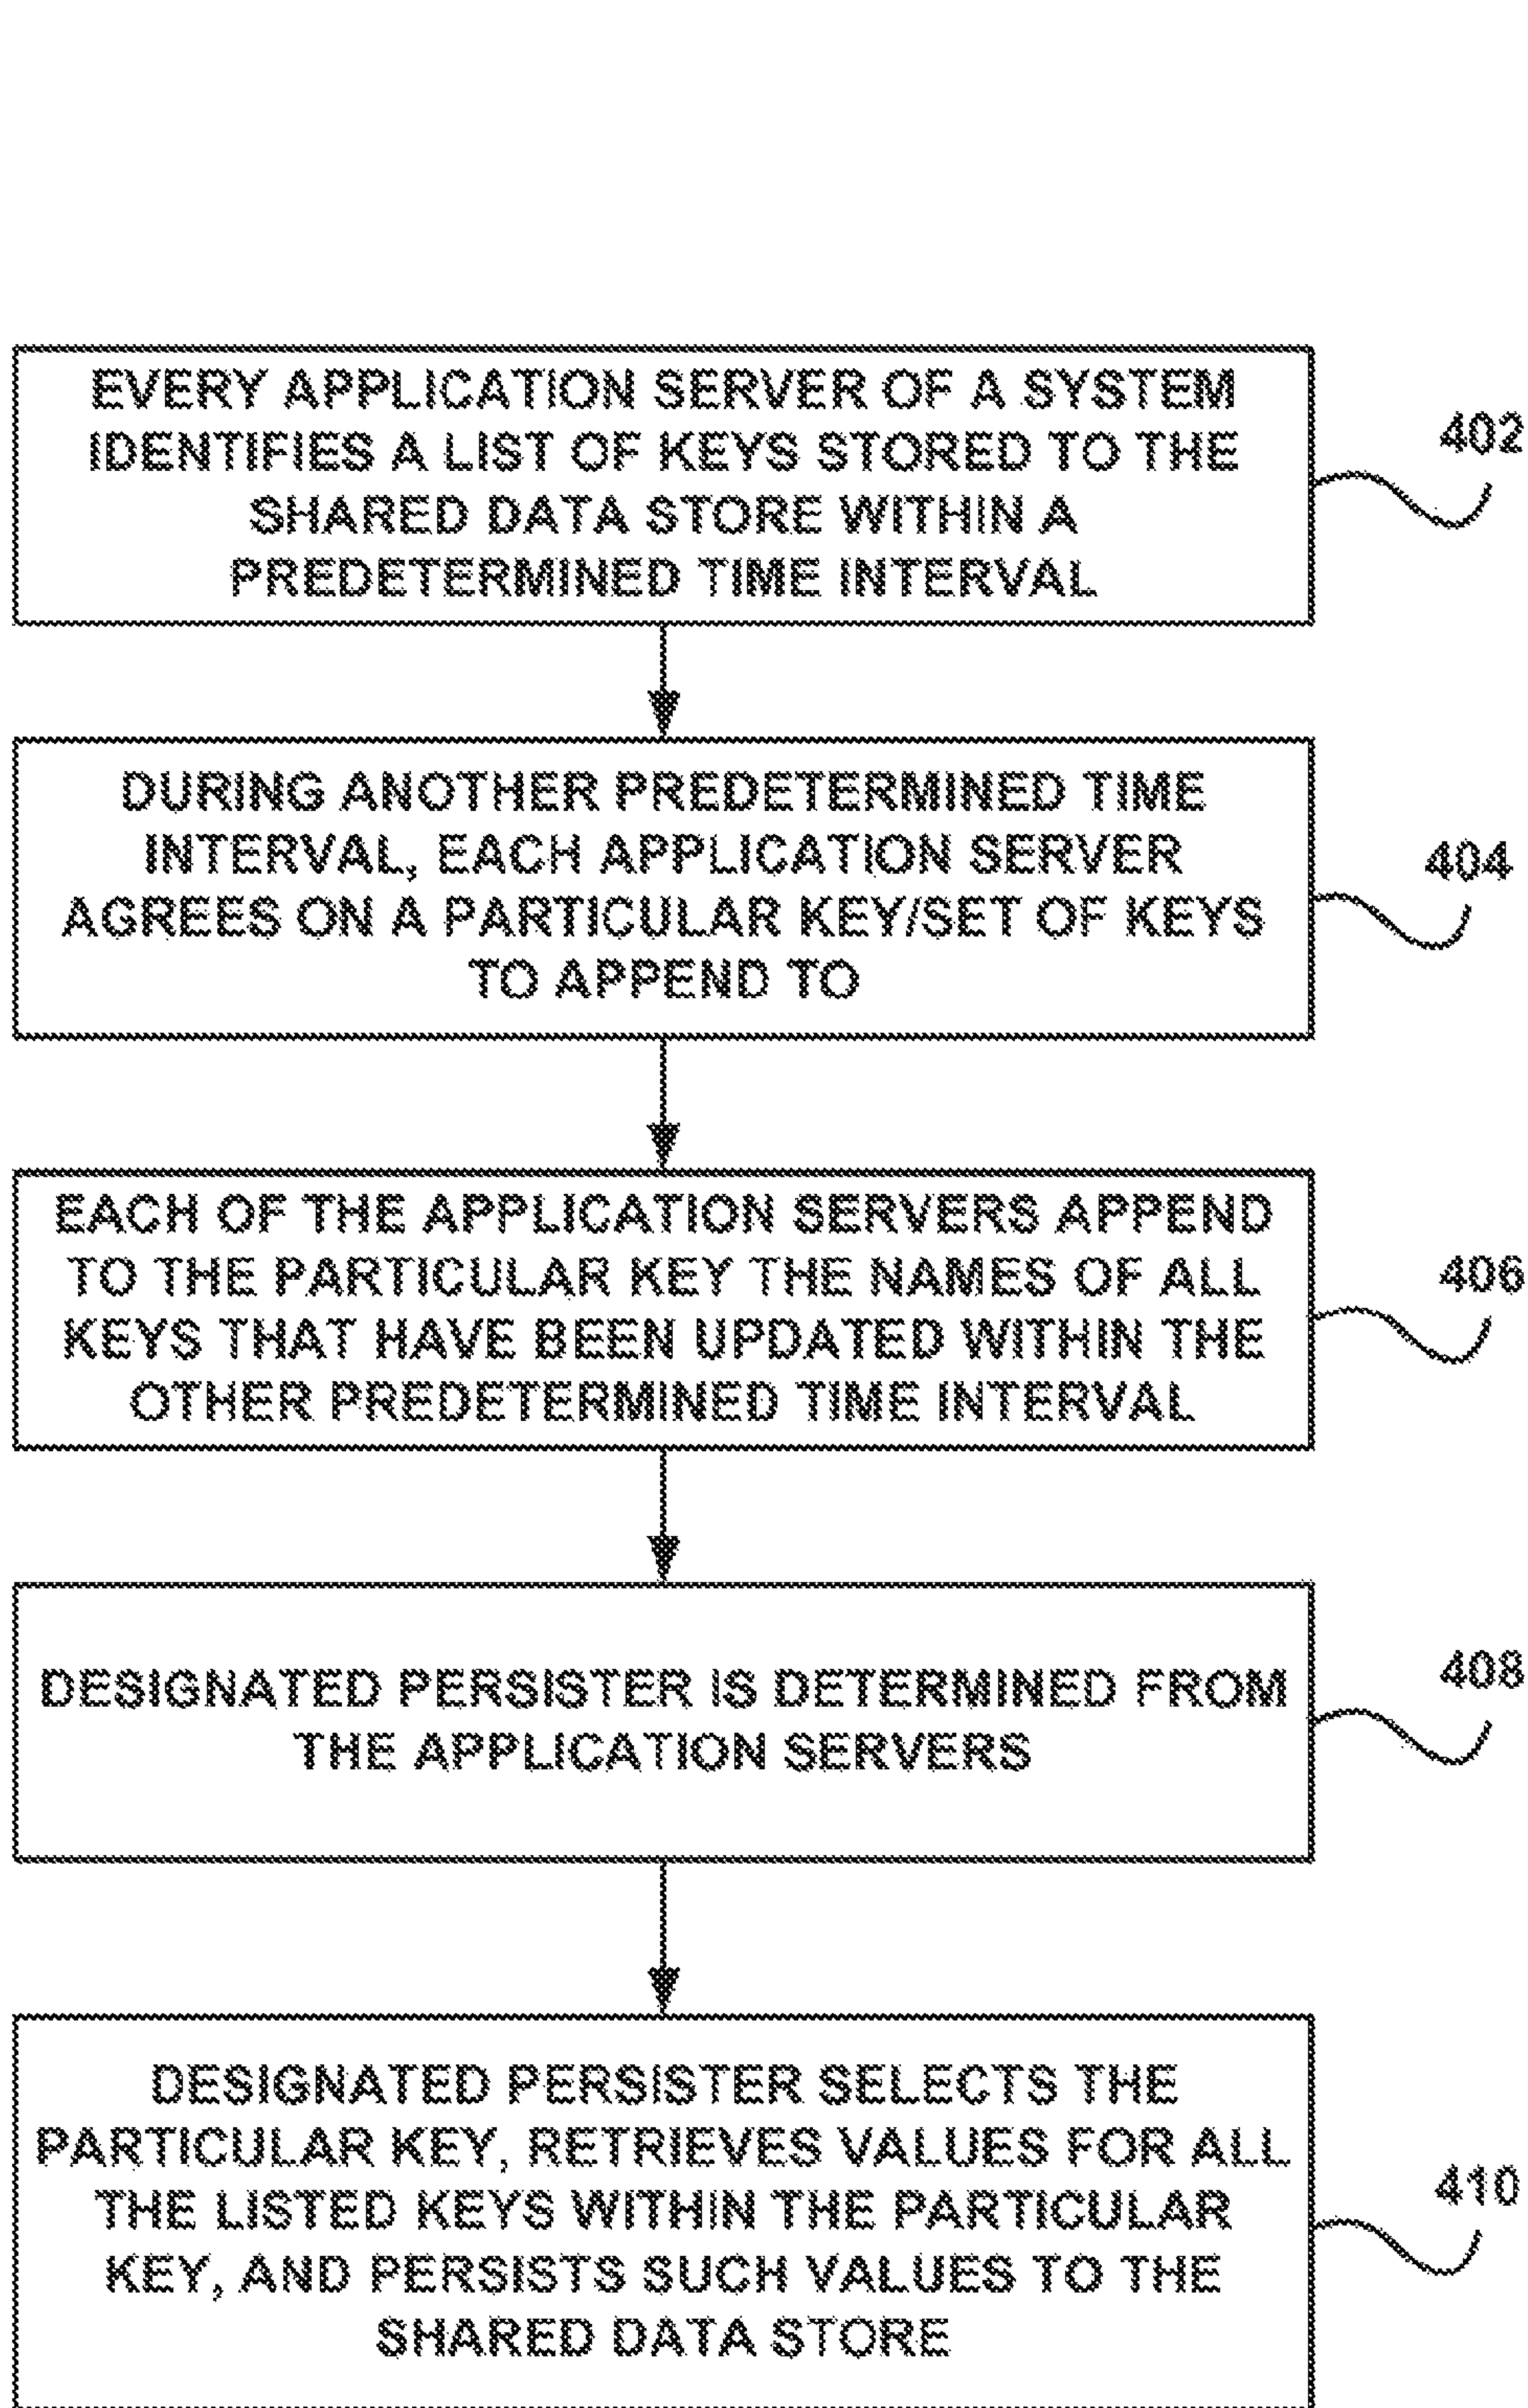 EVERY APPLICATION SERVER OF A SYSTEM
IDENTIFIES A LIST OF KEYS STORED TO THE
SHARED DATA STORE WITHIN A
PREDETERMINED TIME INTERVAL
402
DURING ANOTHER PREDETERMINED TIME
INTERVAL, EACH APPLICATION SERVER
AGREES ON A PARTICULAR KEY/SET OF KEYS
TO APPEND TO
404
EACH OF THE APPLICATION SERVERS APPEND
TO THE PARTICULAR KEY THE NAMES OF ALL
KEYS THAT HAVE BEEN UPDATED WITHIN THE
OTHER PREDETERMINED TIME INTERVAL
406
DESIGNATED PERSISTER IS DETERMINED FROM
THE APPLICATION SERVERS
408
DESIGNATED PERSISTER SELECTS THE
PARTICULAR KEY, RETRIEVES VALUES FOR ALL
THE LISTED KEYS WITHIN THE PARTICULAR
KEY, AND PERSISTS SUCH VALUES TO THE
SHARED DATA STORE
410